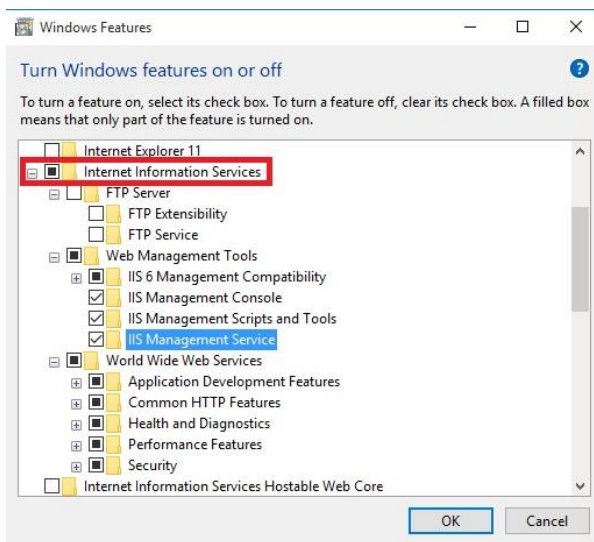 Windows Features
Turn Windows features on or off
To turn a feature on, select its check box. To turn a feature off, clear its check box. A filled box
means that only part of the feature is turned on.
Internet Explorer 11
Internet Information Services
FTP Server
FTP Extensibility
FTP Service
Web Management Tools
IIS 6 Management Compatibility
IIS Management Console
IIS Management Scripts and Tools
IIS Management Service
World Wide Web Services
Application Development Features
Common HTTP Features
Health and Diagnostics
Performance Features
Security
Internet Information Services Hostable Web Core
OK
Cancel